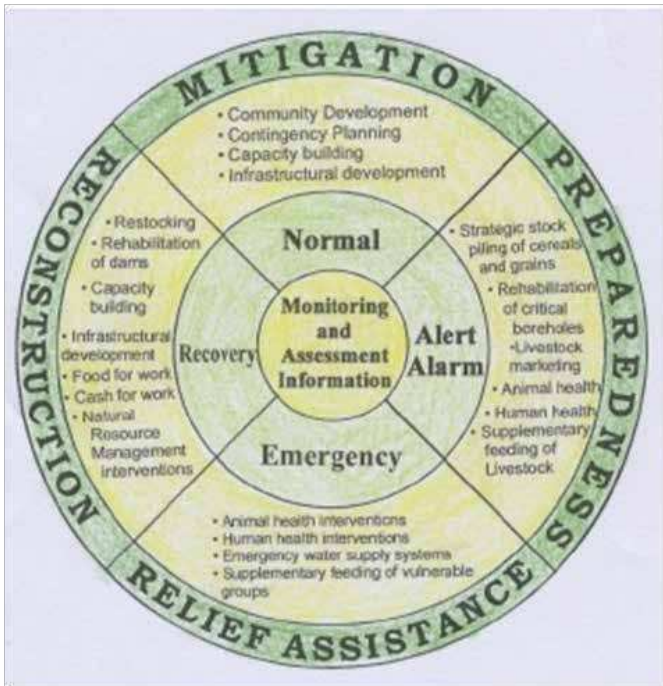 MITIGATION
• Community Development
• Contingency Planning
• Capacity building
• Infrastructural development
Normal
PREPAREDNESS
• Strategic stock
piling of cereals
and grains
• Rehabilitation
of critical
boreholes
•Livestock
marketing
• Animal health
• Human health
• Supplementary
feeding of
Livestock
Alert
Alarm
Monitoring
and
Assessment
Information
RELIEF ASSISTANCE
Emergency
• Animal health interventions
• Human health interventions
• Emergency water supply systems
• Supplementary feeding of vulnerable
groups
RECONSTRUCTION
• Restocking
• Rehabilitation
of dams
• Capacity
building
• Infrastructural
development
• Food for work
• Cash for work
• Natural
Resource
Management
interventions
Recovery